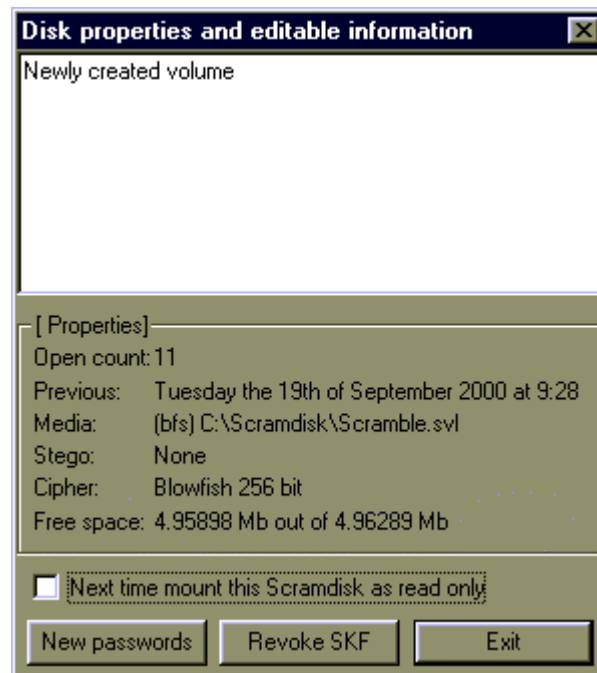 Disk properties and editable information
Newly created volume
[ Properties]
Open count: 11
Previous: Tuesday the 19th of September 2000 at 9:28
Media: (bfs) C:\Scramdisk\Scramble.svl
Stego: None
Cipher: Blowfish 256 bit
Free space: 4.95898 Mb out of 4.96289 Mb
Next time mount this Scramdisk as read only
New passwords Revoke SKF Exit